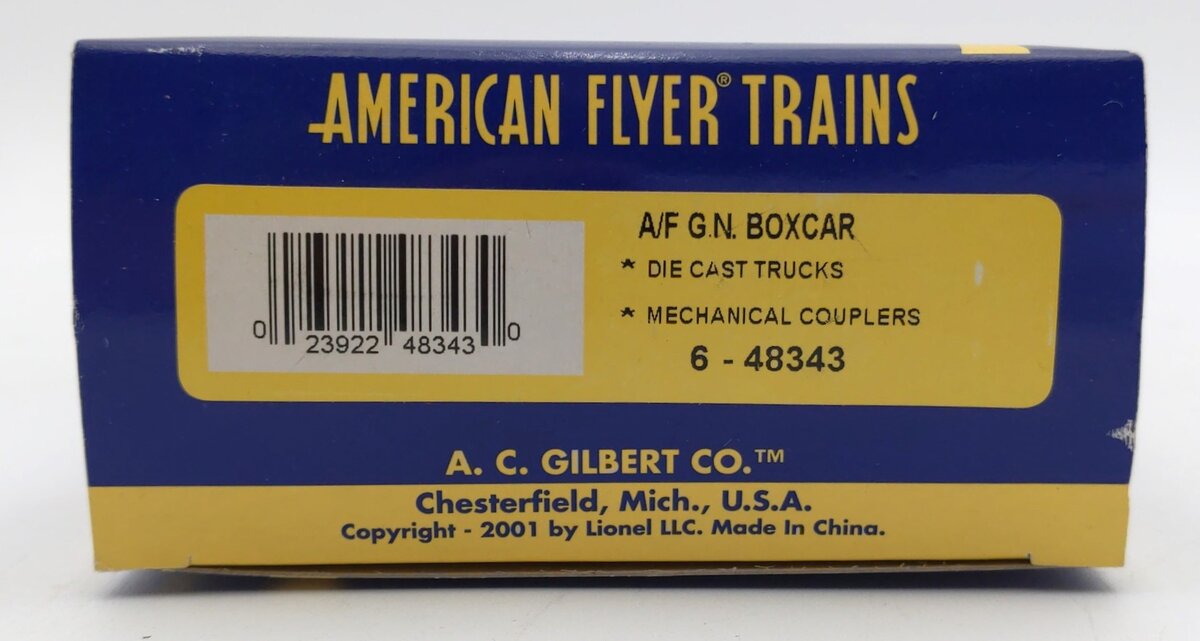 AMERICAN FLYER® TRAINS
A/F G.N. BOXCAR
* DIE CAST TRUCKS
* MECHANICAL COUPLERS
6 - 48343
0 23922 48343 0
A. C. GILBERT CO.™
Chesterfield, Mich., U.S.A.
Copyright - 2001 by Lionel LLC. Made In China.